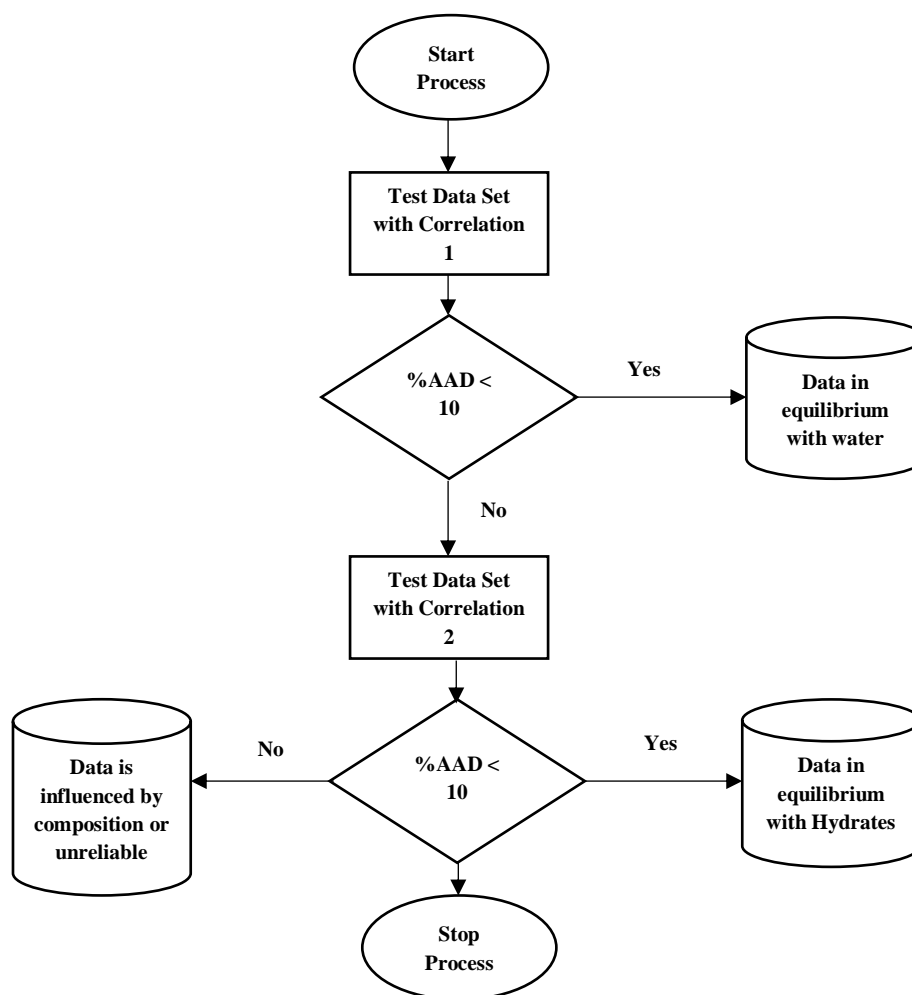 Start
Process
Test Data Set
with Correlation
1
%AAD <
10
Yes
Data in
equilibrium
with water
No
Test Data Set
with Correlation
2
%AAD <
10
No
Data is
influenced by
composition or
unreliable
Yes
Data in
equilibrium
with Hydrates
Stop
Process